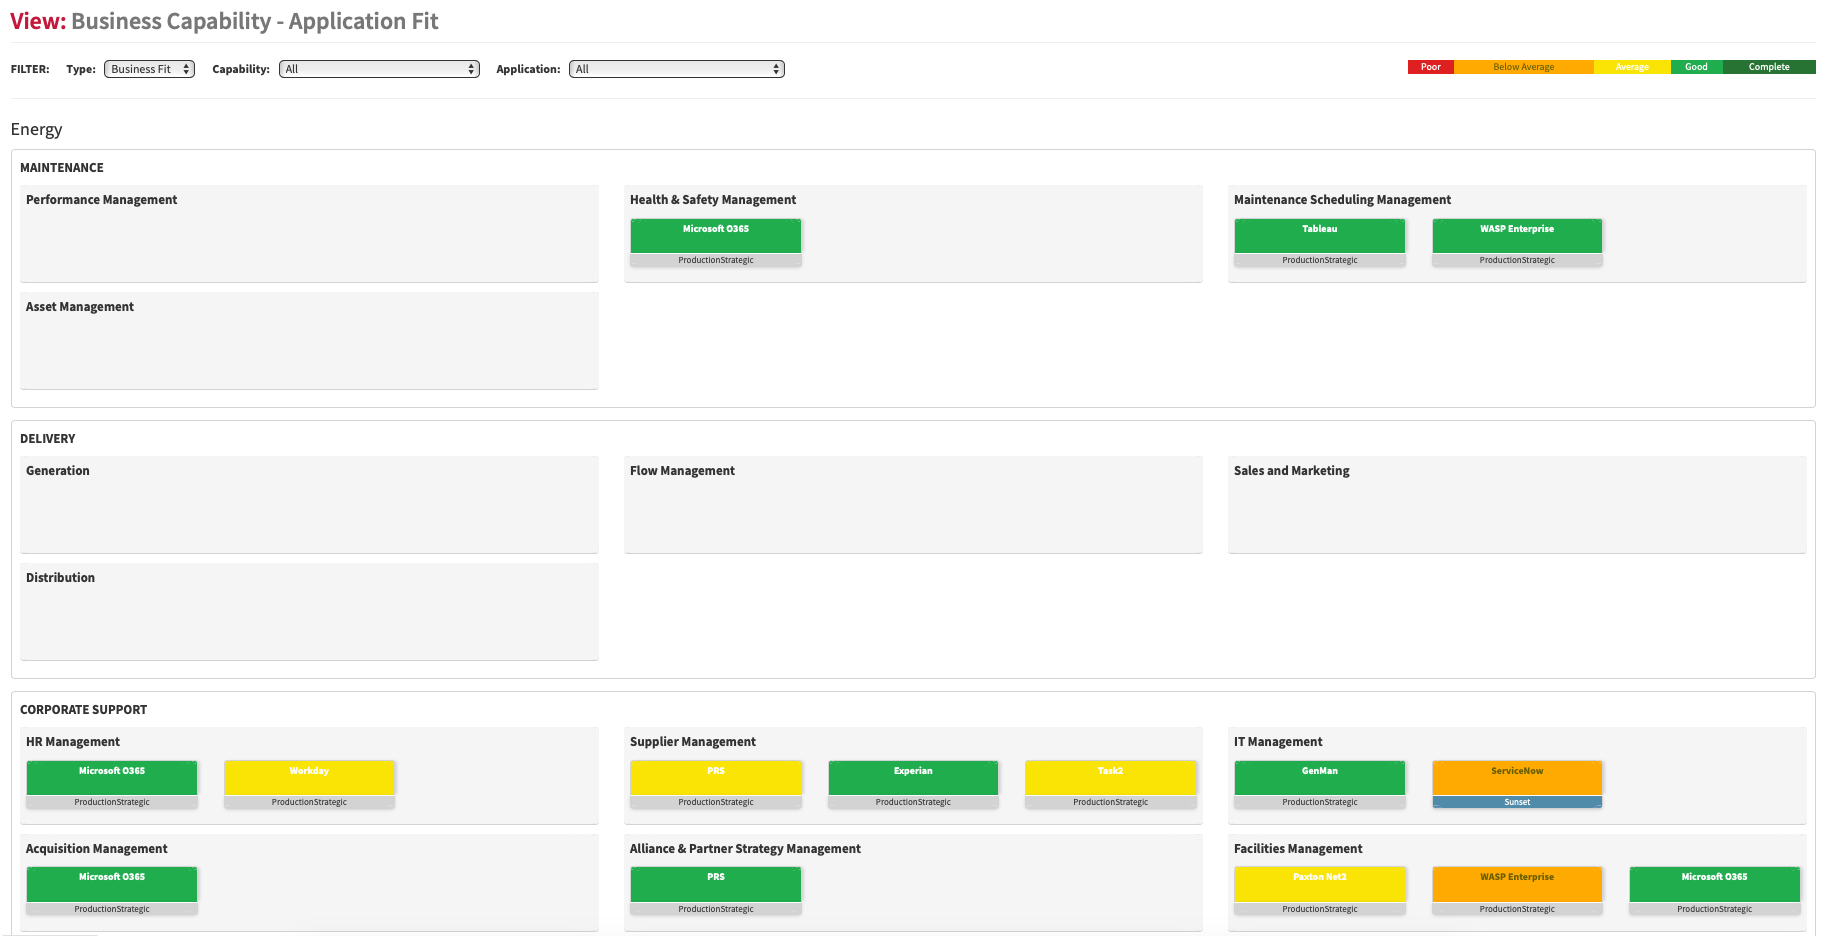 View: Business Capability - Application Fit
FILTER: Type: Business Fit Capability: All Application: All
Poor Below Average Average Good Complete
Energy
MAINTENANCE
Performance Management
Health & Safety Management
Microsoft O365
ProductionStrategic
Maintenance Scheduling Management
Tableau WASP Enterprise
ProductionStrategic ProductionStrategic
Asset Management
DELIVERY
Generation
Flow Management
Sales and Marketing
Distribution
CORPORATE SUPPORT
HR Management
Microsoft O365 Workday
ProductionStrategic ProductionStrategic
Supplier Management
PRS Experian Task2
ProductionStrategic ProductionStrategic ProductionStrategic
IT Management
GenMan ServiceNow
ProductionStrategic Sunset
Acquisition Management
Microsoft O365
ProductionStrategic
Alliance & Partner Strategy Management
PRS
ProductionStrategic
Facilities Management
Paxton Net2 WASP Enterprise Microsoft O365
ProductionStrategic ProductionStrategic ProductionStrategic